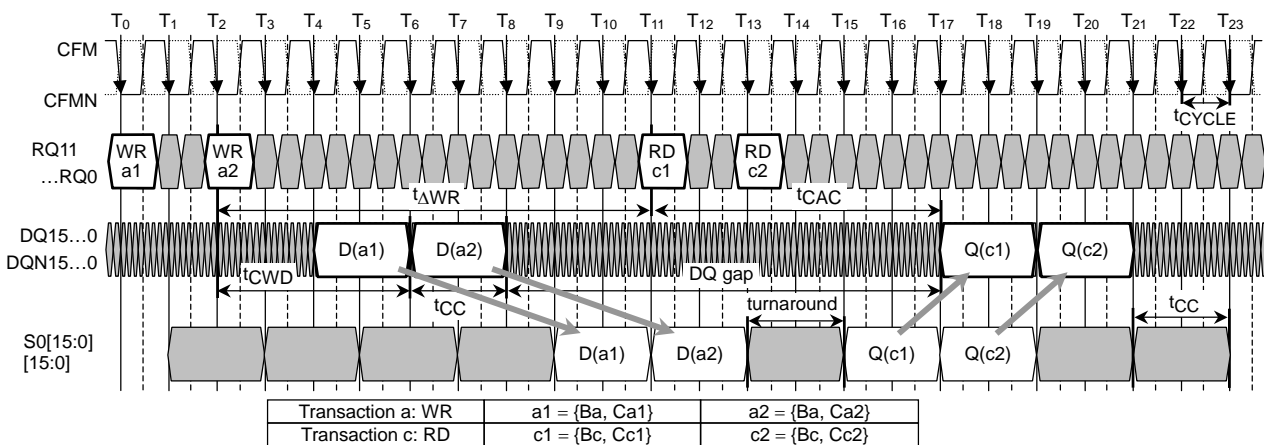 T0 T1 T2 T3 T4 T5 T6 T7 T8 T9 T10 T11 T12 T13 T14 T15 T16 T17 T18 T19 T20 T21 T22 T23
CFM
CFMN
tCYCLE
RQ11
…RQ0
WR a1
WR a2
RD c1
RD c2
tΔWR
tCAC
DQ15…0
DQN15…0
D(a1)
D(a2)
Q(c1)
Q(c2)
tCWD
tCC
DQ gap
turnaround
tCC
S0[15:0]
[15:0]
D(a1)
D(a2)
Q(c1)
Q(c2)
Transaction a: WR a1 = {Ba, Ca1} a2 = {Ba, Ca2}
Transaction c: RD c1 = {Bc, Cc1} c2 = {Bc, Cc2}